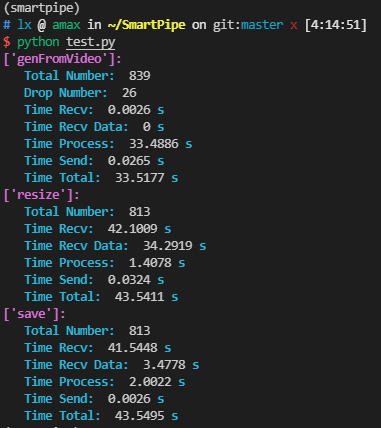 (smartpipe)
# lx @ amax in ~/SmartPipe on git:master x [4:14:51]
$ python test.py
['genFromVideo']:
Total Number: 839
Drop Number: 26
Time Recv: 0.0026 s
Time Recv Data: 0 s
Time Process: 33.4886 s
Time Send: 0.0265 s
Time Total: 33.5177 s
['resize']:
Total Number: 813
Time Recv: 42.1009 s
Time Recv Data: 34.2919 s
Time Process: 1.4078 s
Time Send: 0.0324 s
Time Total: 43.5411 s
['save']:
Total Number: 813
Time Recv: 41.5448 s
Time Recv Data: 3.4778 s
Time Process: 2.0022 s
Time Send: 0.0026 s
Time Total: 43.5495 s